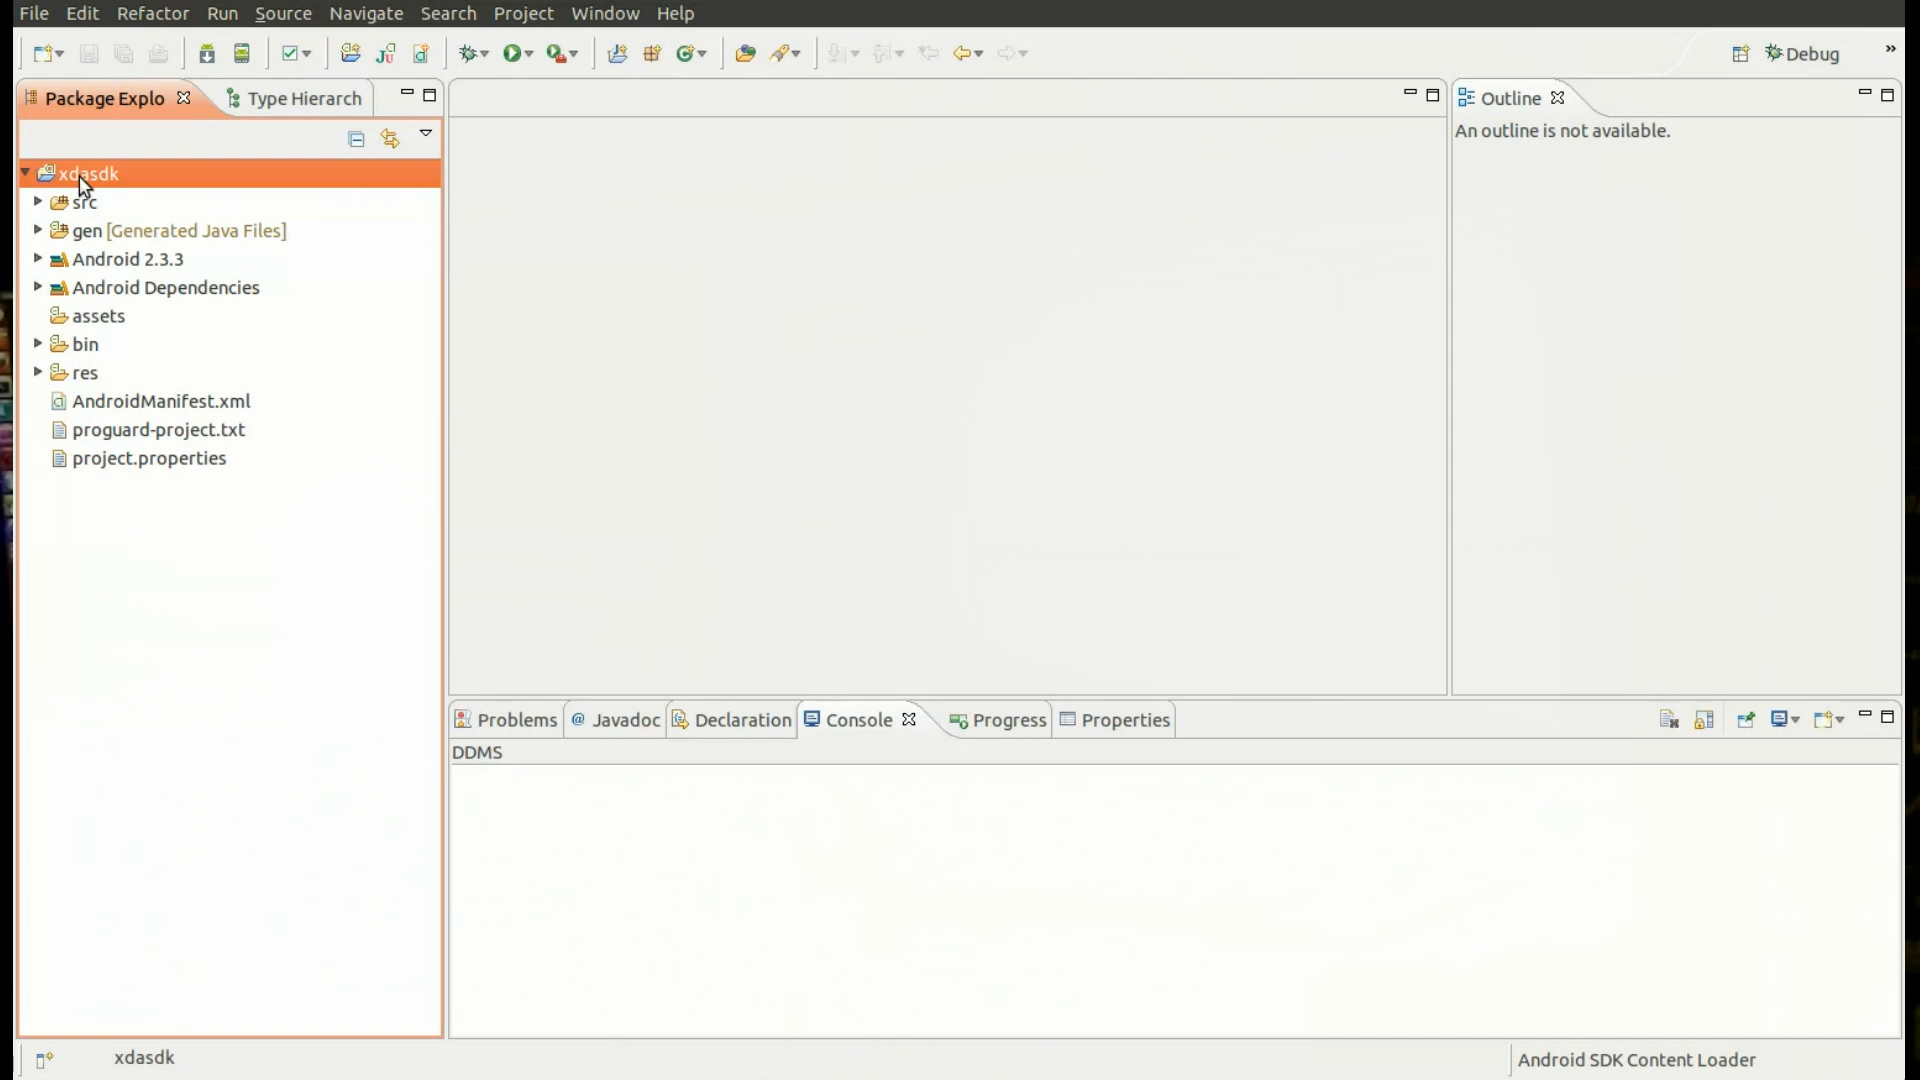 File Edit Refactor Run Source Navigate Search Project Window Help
Debug »
Package Explo Type Hierarch
Outline
An outline is not available.
xdasdk
src
gen [Generated Java Files]
Android 2.3.3
Android Dependencies
assets
bin
res
AndroidManifest.xml
proguard-project.txt
project.properties
Problems @ Javadoc Declaration Console Progress Properties
DDMS
xdasdk
Android SDK Content Loader